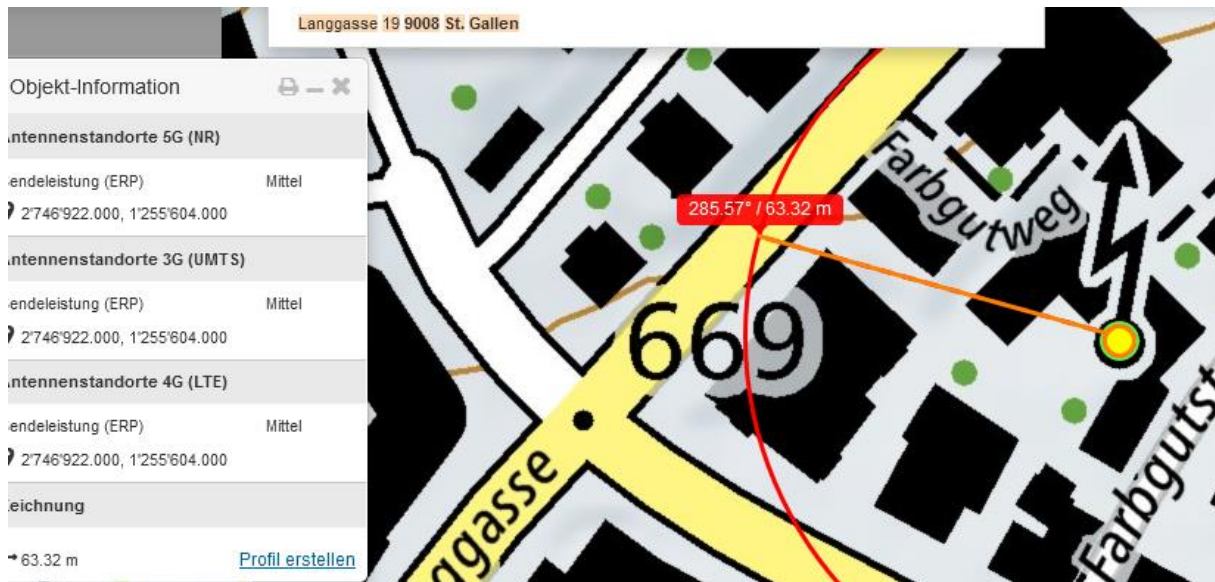 Langgasse 19 9008 St. Gallen
Objekt-Information
ntennenstandorte 5G (NR)
endeleistung (ERP) Mittel
2'746'922.000, 1'255'604.000
ntennenstandorte 3G (UMTS)
endeleistung (ERP) Mittel
2'746'922.000, 1'255'604.000
ntennenstandorte 4G (LTE)
endeleistung (ERP) Mittel
2'746'922.000, 1'255'604.000
eichnung
63.32 m Profil erstellen
285.57° / 63.32 m
Farbgutweg
669
ggasse
Farbgutst